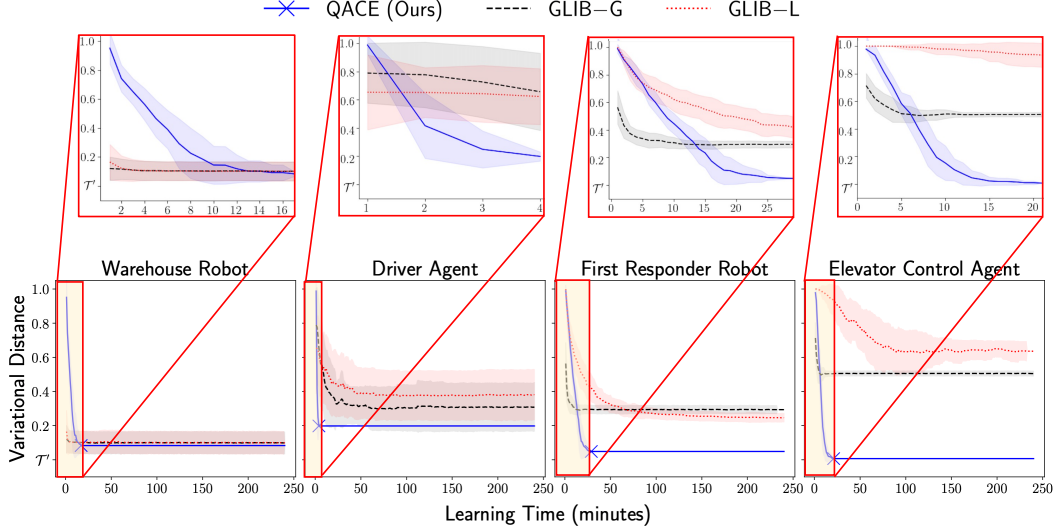 QACE (Ours) GLIB−G GLIB−L
1.0 0.8 0.6 0.4 0.2 𝒯′
2 4 6 8 10 12 14 16
1.0 0.8 0.6 0.4 0.2 𝒯′
1 2 3 4
1.0 0.8 0.6 0.4 0.2 𝒯′
0 5 10 15 20 25
1.0 0.8 0.6 0.4 0.2 𝒯′
0 5 10 15 20
Warehouse Robot Driver Agent First Responder Robot Elevator Control Agent
Variational Distance
1.0 0.8 0.6 0.4 0.2 𝒯′
0 50 100 150 200 250
0 50 100 150 200 250
0 50 100 150 200 250
0 50 100 150 200 250
Learning Time (minutes)